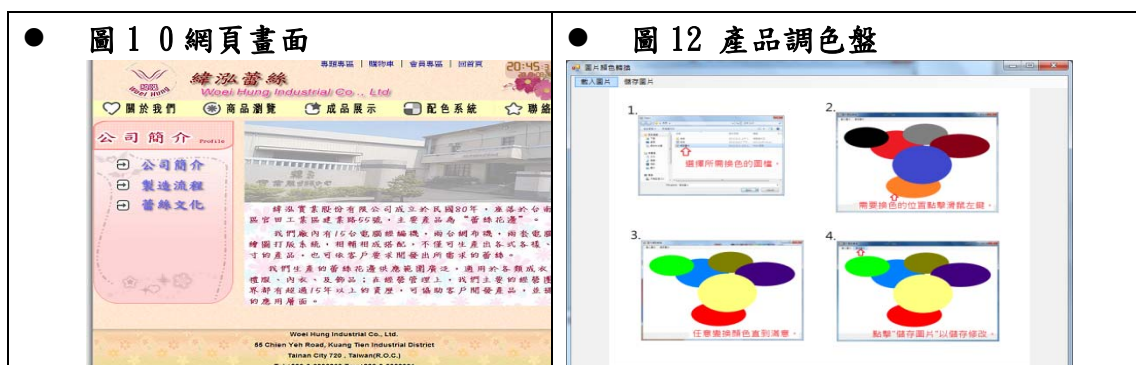 ● 圖10網頁畫面
● 圖12 產品調色盤
專題專區 | 購物車 | 會員專區 | 回首頁
20:45
緯泓蕾絲
Woei Hung Industrial Co., Ltd
關於我們 商品瀏覽 成品展示 配色系統 聯絡
公司簡介 Profile
公司簡介
製造流程
蕾絲文化
緯泓實業股份有限公司成立於民國80年，座落於台南
區官田工業區建業路55號，主要產品為“蕾絲花邊”。
我們廠內有15台電腦經編機，兩台網布機，兩套電腦
繪圖打版系統，相輔相成搭配，不僅可生產出各式各樣、
寸的產品，也可依客戶要求開發出所需求的蕾絲。
我們生產的蕾絲花邊供應範圍廣泛，適用於各類成衣
禮服、內衣、及飾品；在經營管理上，我們主要的經營團
界都有超過15年以上的資歷，可協助客戶開發產品，並
的應用層面。
Woei Hung Industrial Co., Ltd.
55 Chien Yeh Road, Kuang Tien Industrial District
Tainan City 720 , Taiwan(R.O.C.)
圖片顏色轉換
載入圖片 儲存圖片
1.
選擇所需換色的圖檔。
2.
需要換色的位置點擊滑鼠左鍵。
3.
任意變換顏色直到滿意。
4.
點擊"儲存圖片"以儲存修改。